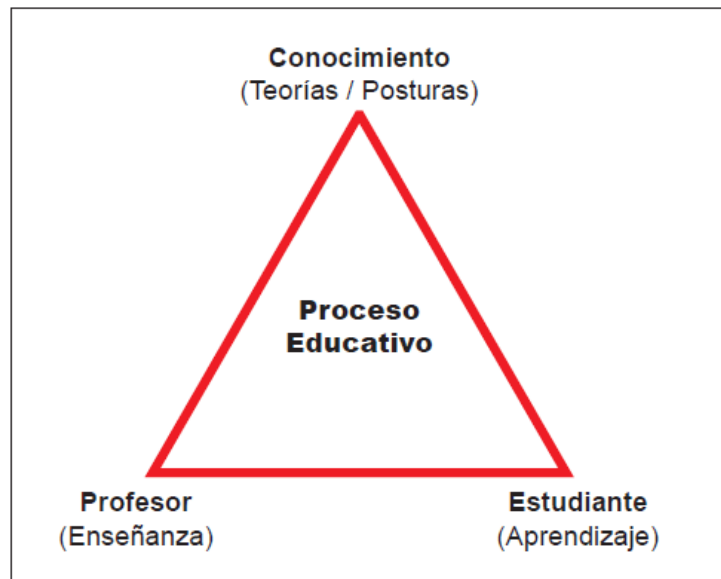 Conocimiento
(Teorías / Posturas)
Proceso
Educativo
Profesor
(Enseñanza)
Estudiante
(Aprendizaje)